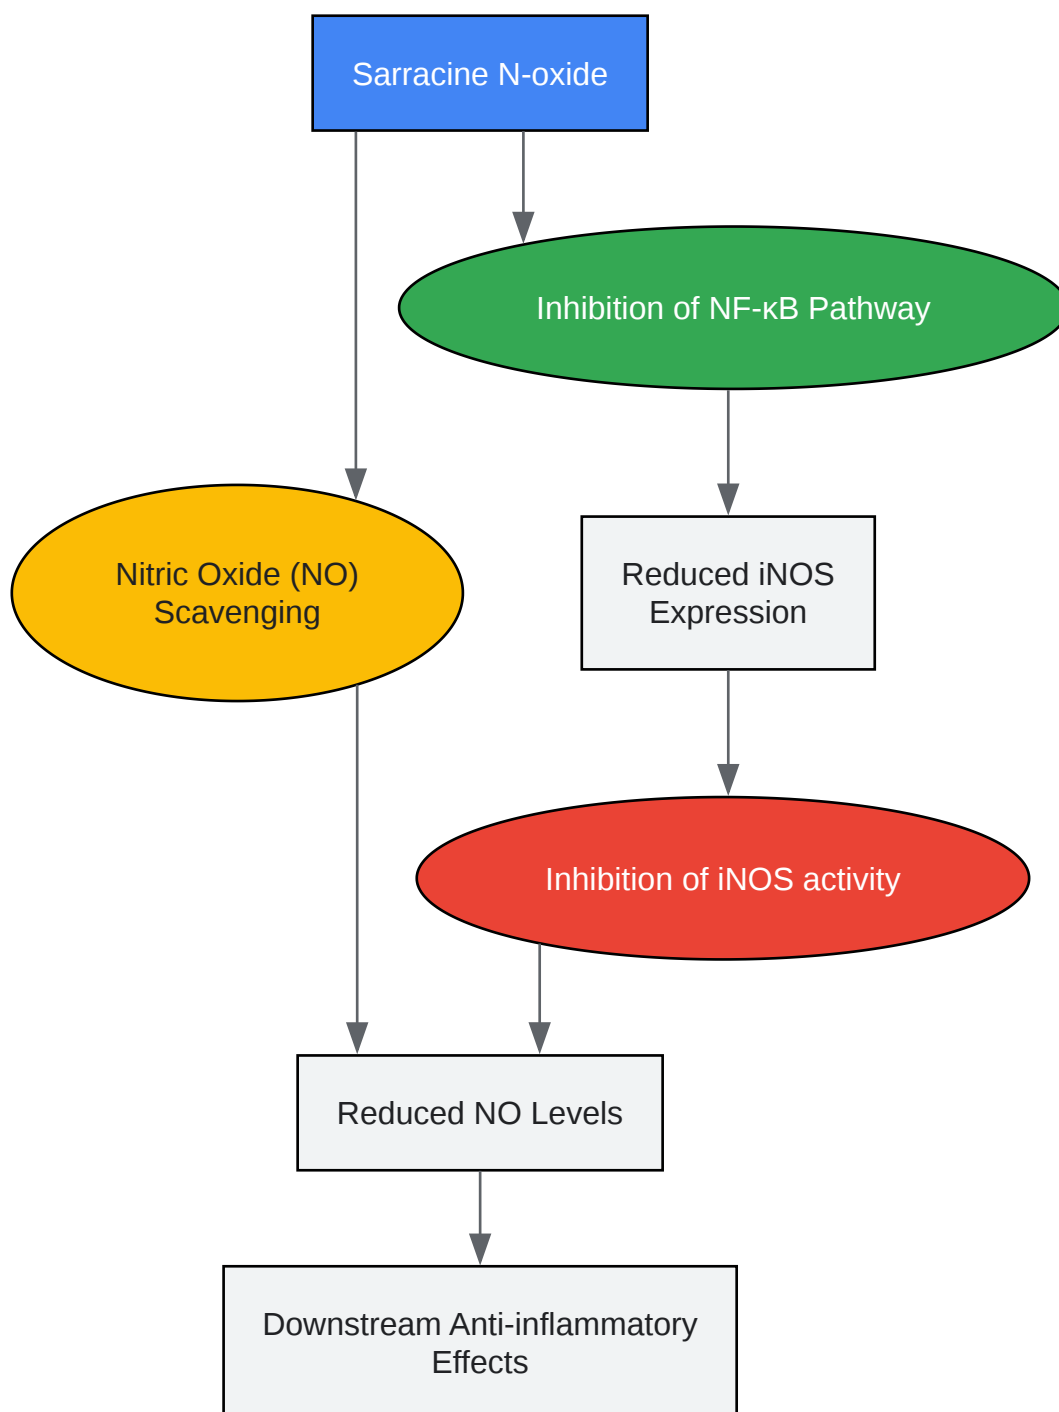 Sarracine N-oxide
Inhibition of NF-κB Pathway
Nitric Oxide (NO)
Scavenging
Reduced iNOS
Expression
Inhibition of iNOS activity
Reduced NO Levels
Downstream Anti-inflammatory
Effects